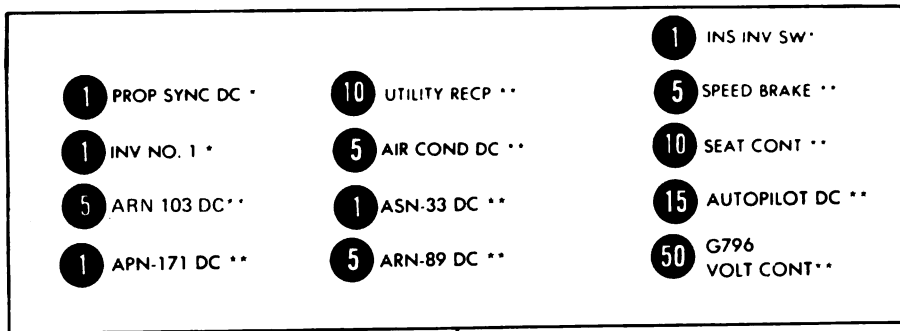 1 INS INV SW*
1 PROP SYNC DC *
10 UTILITY RECP **
5 SPEED BRAKE **
1 INV NO. 1 *
5 AIR COND DC **
10 SEAT CONT **
5 ARN 103 DC**
1 ASN-33 DC **
15 AUTOPILOT DC **
1 APN-171 DC **
5 ARN-89 DC **
50 G796
VOLT CONT**